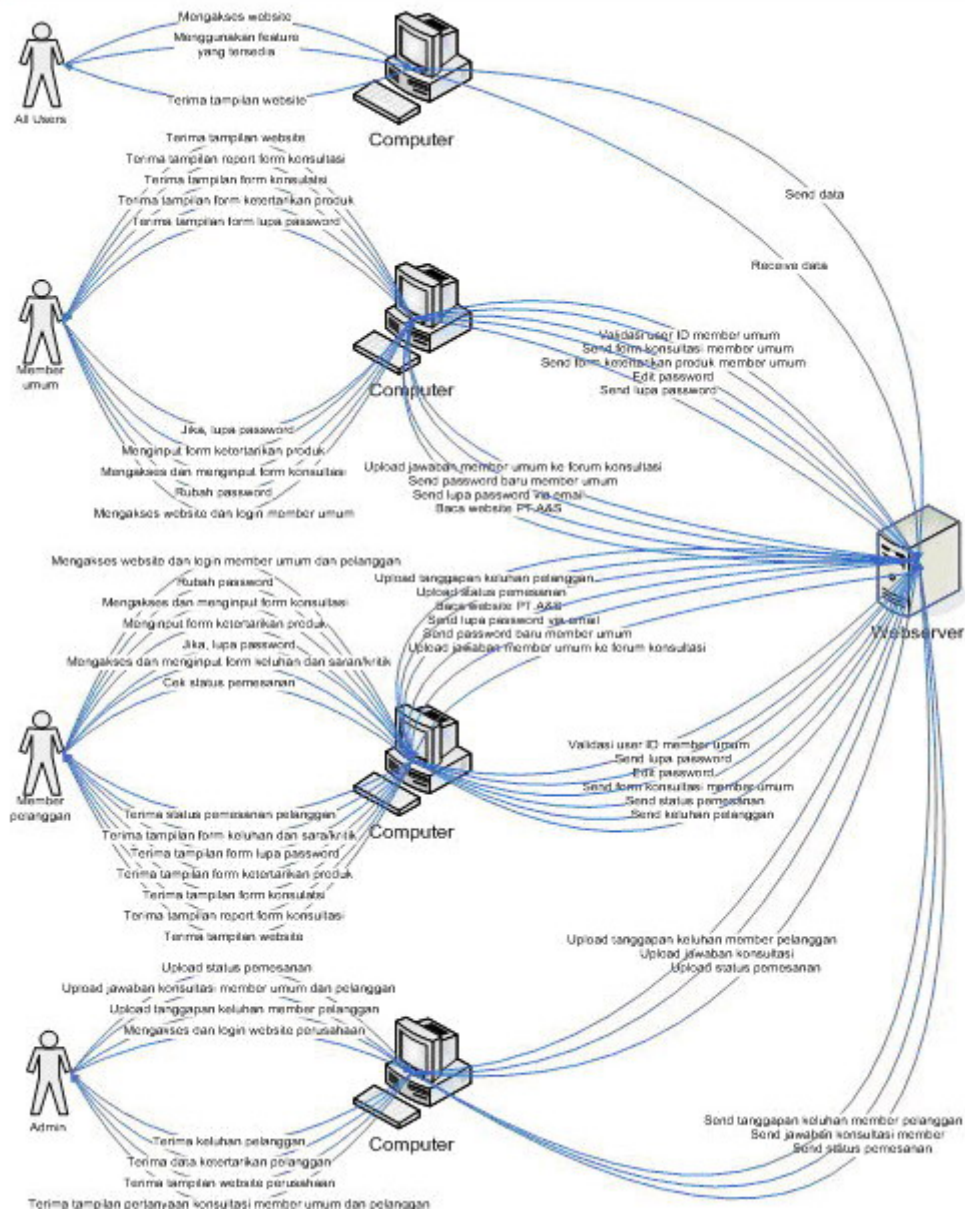 Mengakses website
Menggunakan feature
yang tersedia
Terima tampilan website
All Users
Computer
Send data
Receive data
Terima tampilan website
Terima tampilan report form konsultasi
Terima tampilan form konsulatsi
Terima tampilan form ketertarikan produk
Terima tampilan form lupa password
Member
umum
Computer
Validasi user ID member umum
Send form konsultasi member umum
Send form ketertarikan produk member umum
Edit password
Send lupa password
Jika, lupa password
Menginput form ketertarikan produk
Mengakses dan menginput form konsultasi
Rubah password
Mengakses website dan login member umum
Upload jawaban member umum ke forum konsultasi
Send password baru member umum
Send lupa password via email
Baca website PT A&S
Webserver
Mengakses website dan login member umum dan pelanggan
Rubah password
Mengakses dan menginput form konsultasi
Menginput form ketertarikan produk
Jika, lupa password
Mengakses dan menginput form keluhan dan saran/kritik
Cek status pemesanan
Upload tanggapan keluhan pelanggan
Upload status pemesanan
Baca website PT A&S
Send lupa password via email
Send password baru member umum
Upload jawaban member umum ke forum konsultasi
Member
pelanggan
Computer
Validasi user ID member umum
Send lupa password
Edit password
Send form konsultasi member umum
Send status pemesanan
Send keluhan pelanggan
Terima status pemesanan pelanggan
Terima tampilan form keluhan dan sara/kritik
Terima tampilan form lupa password
Terima tampilan form ketertarikan produk
Terima tampilan form konsulatsi
Terima tampilan report form konsultasi
Terima tampilan website
Upload tanggapan keluhan member pelanggan
Upload jawaban konsultasi
Upload status pemesanan
Upload status pemesanan
Upload jawaban konsultasi member umum dan pelanggan
Upload tanggapan keluhan member pelanggan
Mengakses dan login website perusahaan
Admin
Computer
Terima keluhan pelanggan
Terima data ketertarikan pelanggan
Terima tampilan website perusahaan
Terima tampilan pertanyaan konsultasi member umum dan pelanggan
Send tanggapan keluhan member pelanggan
Send jawaban konsultasi member
Send status pemesanan